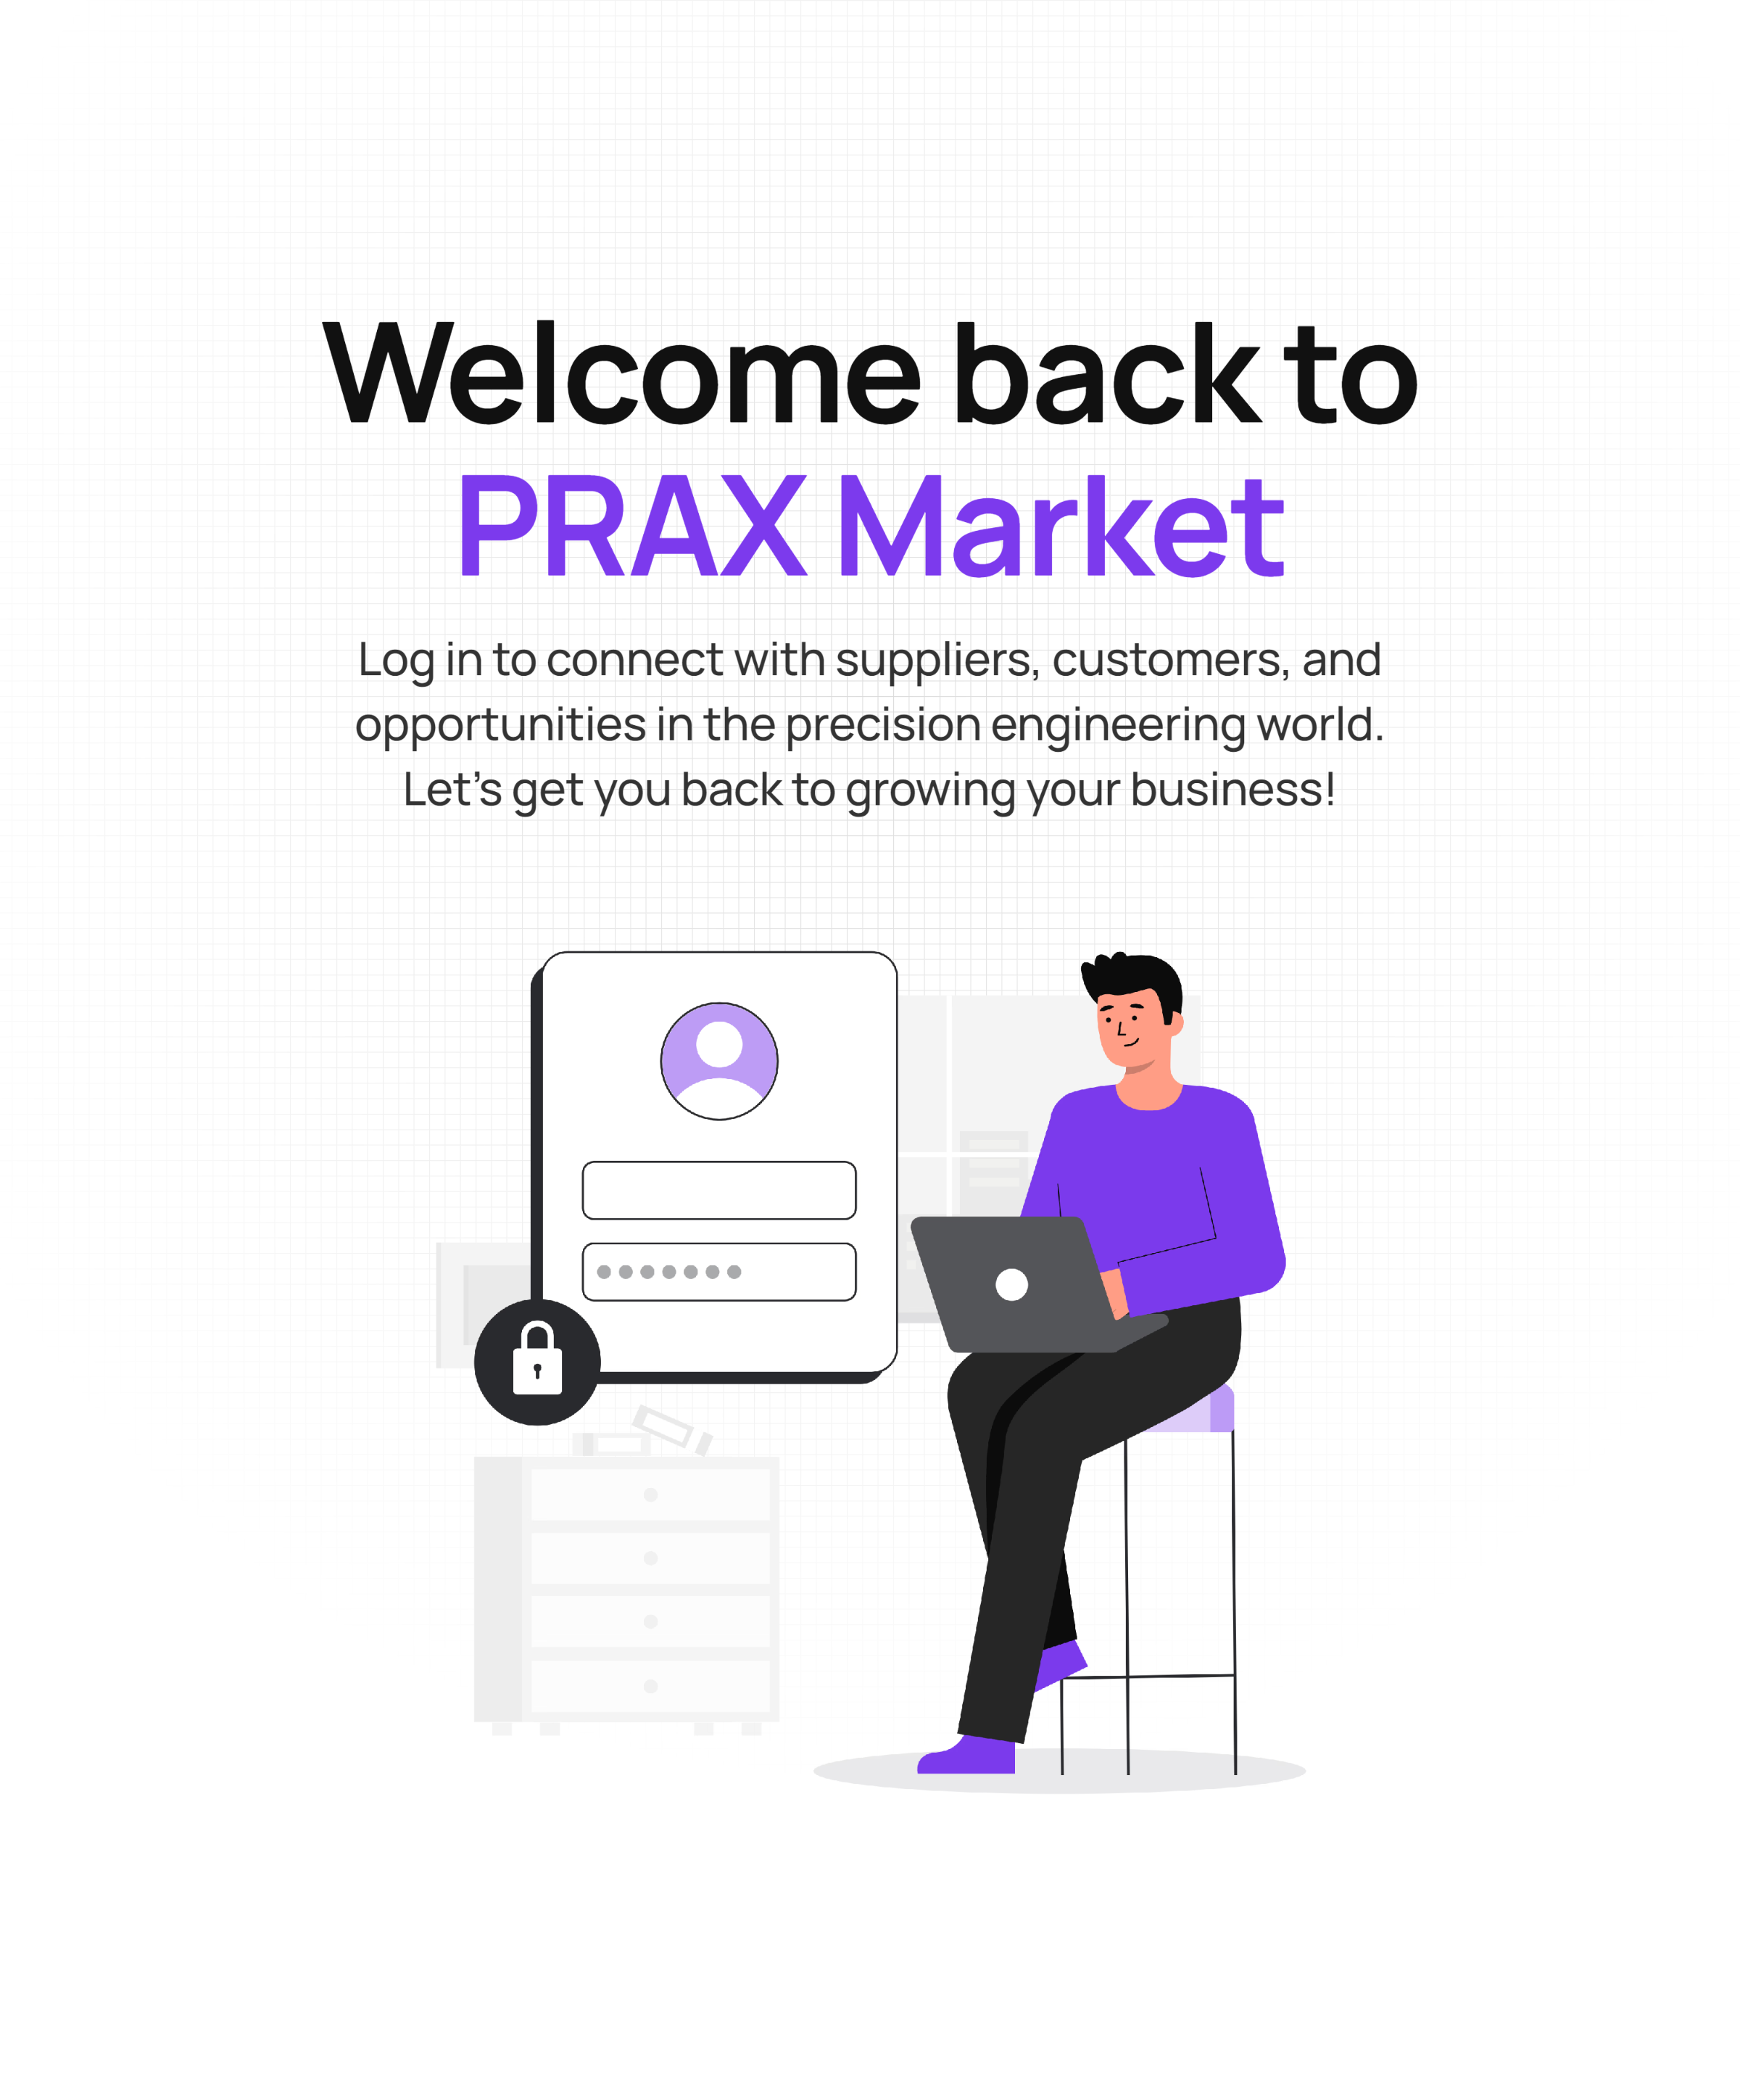 Welcome back to
PRAX Market
Log in to connect with suppliers, customers, and
opportunities in the precision engineering world.
Let’s get you back to growing your business!